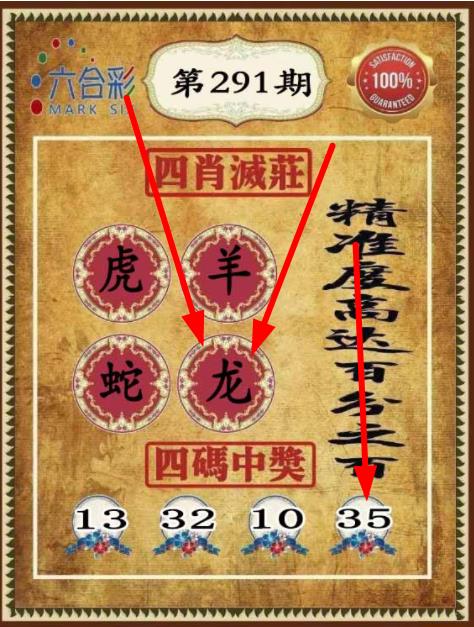 六合彩
MARK SI
第291期
SATISFACTION
100%
GUARANTEED
四肖滅莊
虎 羊
蛇 龙
精准度高达百分之百
四碼中獎
13 32 10 35